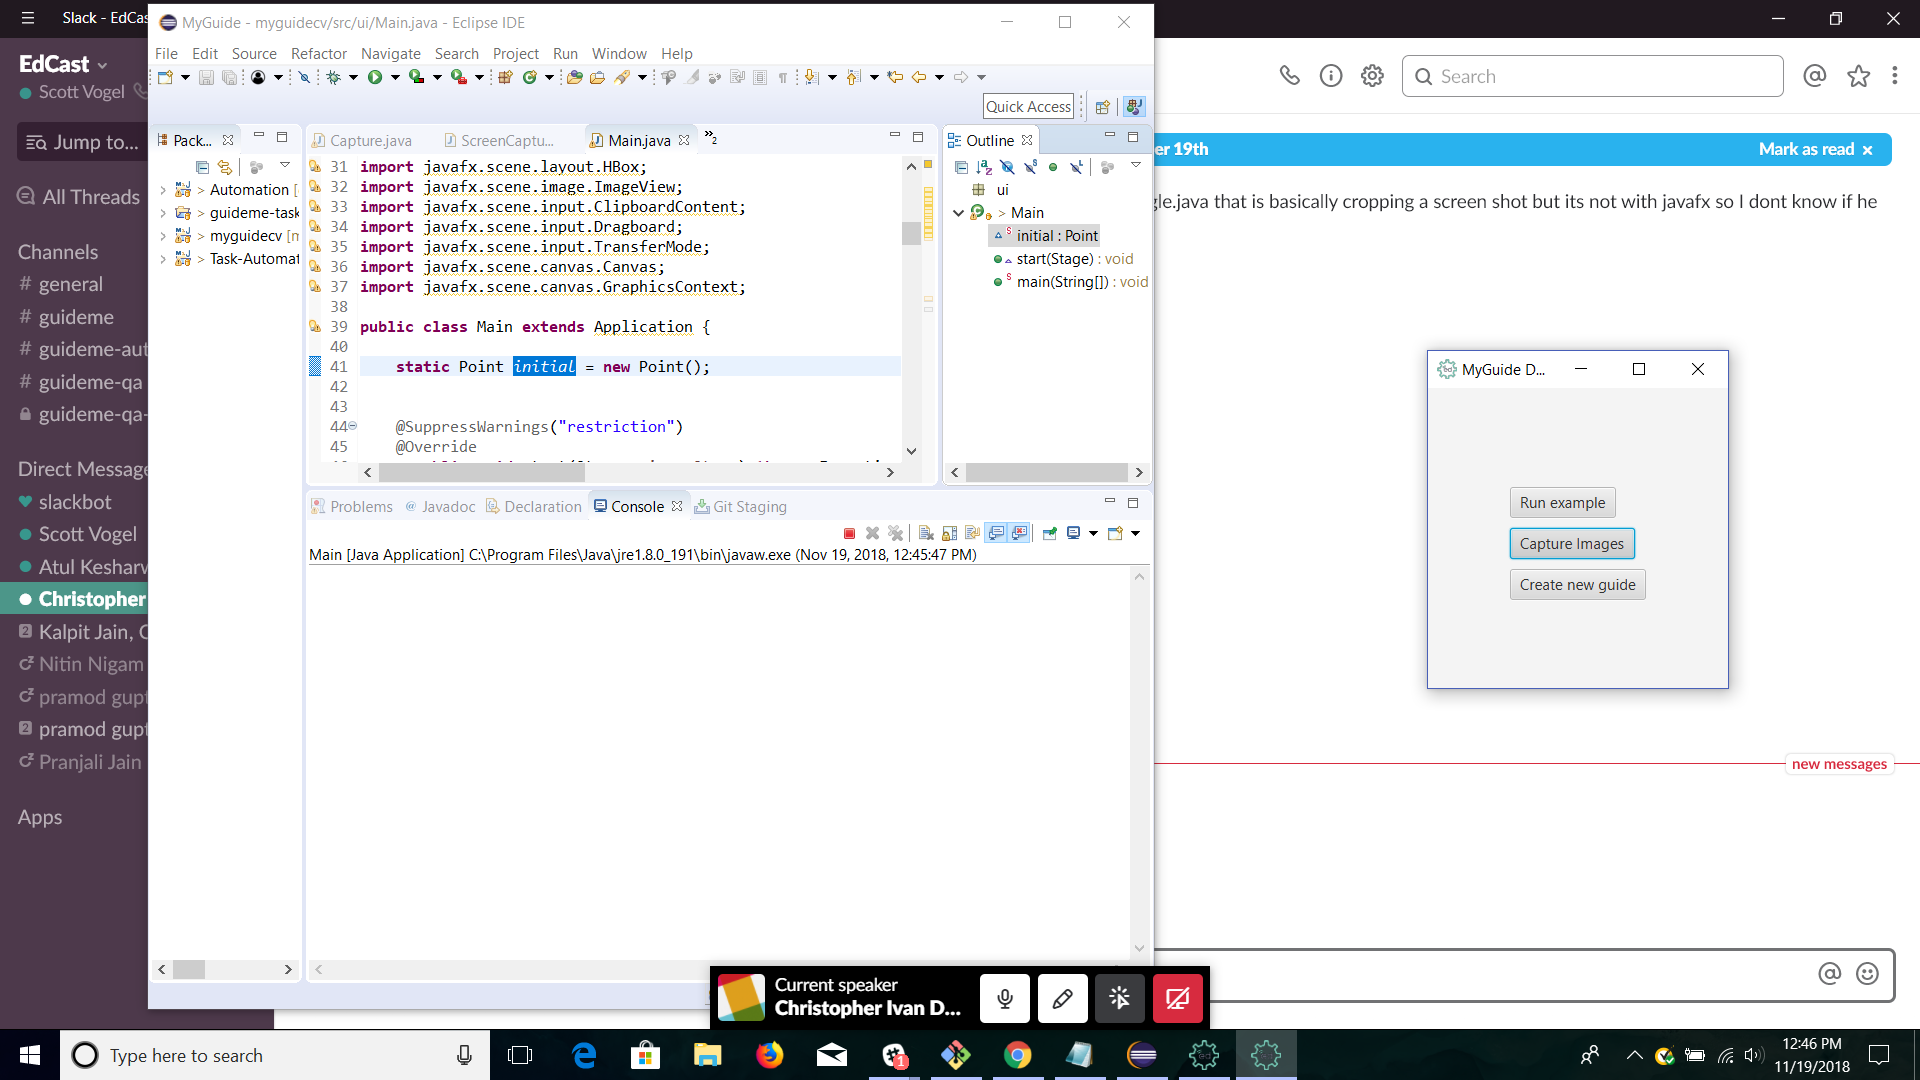 Slack - EdCas
EdCast
Scott Vogel
Jump to...
All Threads
Channels
# general
# guideme
# guideme-aut
# guideme-qa
guideme-qa-
Direct Message
slackbot
Scott Vogel
Atul Kesharv
Christopher
2 Kalpit Jain, C
Nitin Nigam
pramod gupt
2 pramod gupt
Pranjali Jain
Apps
MyGuide - myguidecv/src/ui/Main.java - Eclipse IDE
File Edit Source Refactor Navigate Search Project Run Window Help
Quick Access
Pack...
> Automation [
> guideme-task
> myguidecv [m
> Task-Automat
Capture.java ScreenCaptu... Main.java »2
31 import javafx.scene.layout.HBox;
32 import javafx.scene.image.ImageView;
33 import javafx.scene.input.ClipboardContent;
34 import javafx.scene.input.Dragboard;
35 import javafx.scene.input.TransferMode;
36 import javafx.scene.canvas.Canvas;
37 import javafx.scene.canvas.GraphicsContext;
38
39 public class Main extends Application {
40
41 static Point initial = new Point();
42
43
44 @SuppressWarnings("restriction")
45 @Override
Outline
ui
> Main
initial : Point
start(Stage) : void
main(String[]) : void
Problems @ Javadoc Declaration Console Git Staging
Main [Java Application] C:\Program Files\Java\jre1.8.0_191\bin\javaw.exe (Nov 19, 2018, 12:45:47 PM)
Search
er 19th
Mark as read ×
gle.java that is basically cropping a screen shot but its not with javafx so I dont know if he
MyGuide D...
Run example
Capture Images
Create new guide
new messages
Current speaker
Christopher Ivan D...
Type here to search
1
12:46 PM
11/19/2018